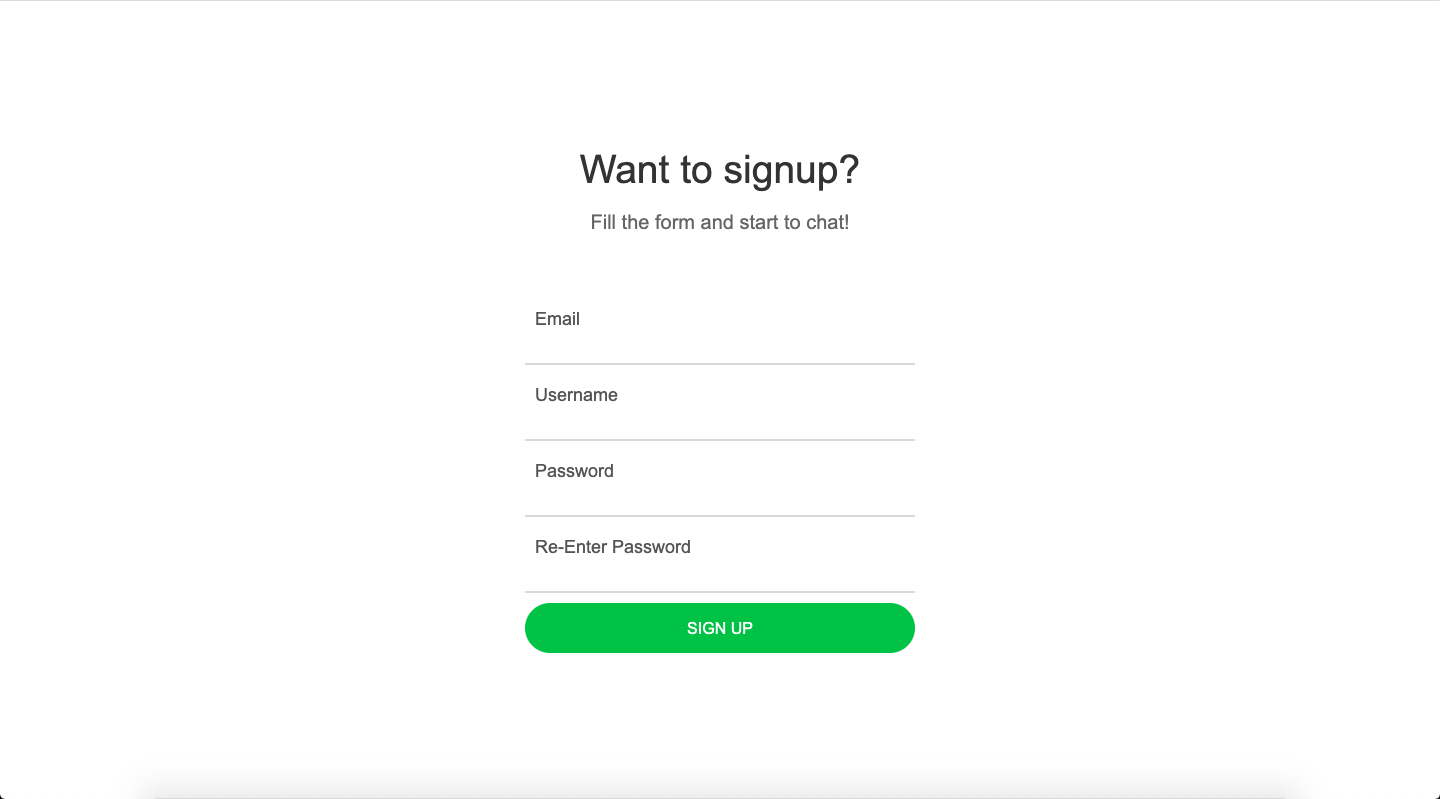 Want to signup?
Fill the form and start to chat!
Email
Username
Password
Re-Enter Password
SIGN UP